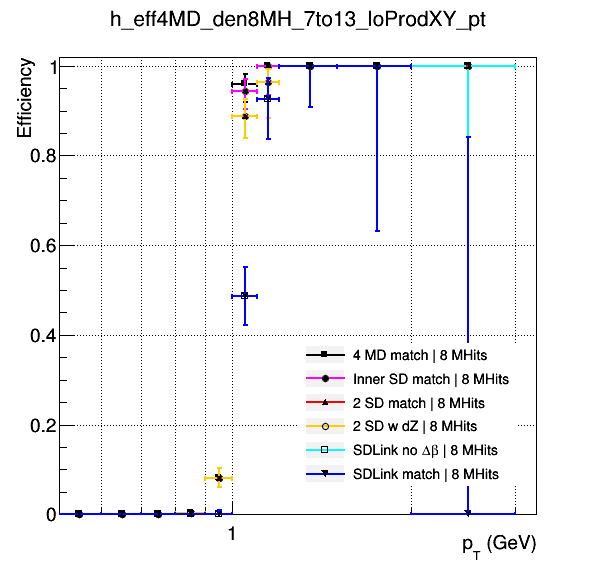 h_eff4MD_den8MH_7to13_loProdXY_pt
Efficiency
1
0.8
0.6
0.4
0.2
0
4 MD match | 8 MHits
Inner SD match | 8 MHits
2 SD match | 8 MHits
2 SD w dZ | 8 MHits
SDLink no Δβ | 8 MHits
SDLink match | 8 MHits
1
p_T (GeV)